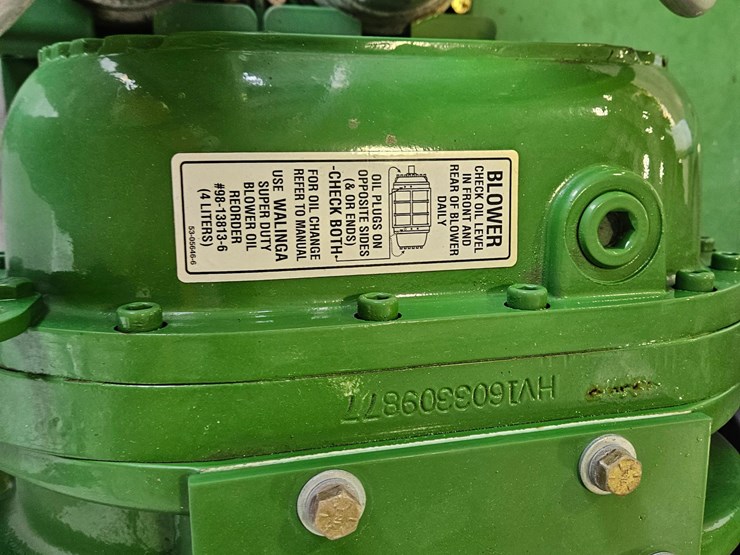 BLOWER
CHECK OIL LEVEL
IN FRONT AND
REAR OF BLOWER
DAILY
OIL PLUGS ON
OPPOSITE SIDES
(& OR ENDS)
-CHECK BOTH-
FOR OIL CHANGE
REFER TO MANUAL
USE WALINGA
SUPER DUTY
BLOWER OIL
REORDER
#98-13813-6
(4 LITERS)
53-05646-6
HV1603309877